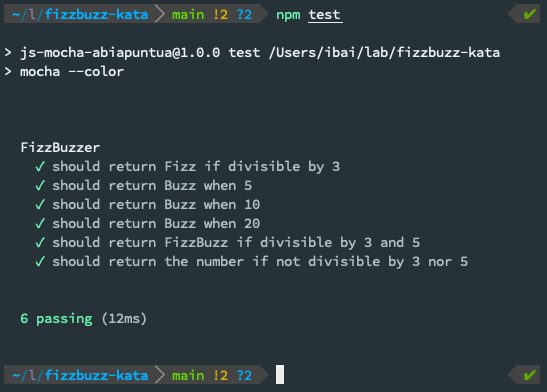 ~/l/fizzbuzz-kata main !2 ?2 npm test ✔
> js-mocha-abiapuntua@1.0.0 test /Users/ibai/lab/fizzbuzz-kata
> mocha --color
FizzBuzzer
✓ should return Fizz if divisible by 3
✓ should return Buzz when 5
✓ should return Buzz when 10
✓ should return Buzz when 20
✓ should return FizzBuzz if divisible by 3 and 5
✓ should return the number if not divisible by 3 nor 5
6 passing (12ms)
~/l/fizzbuzz-kata main !2 ?2 ✔